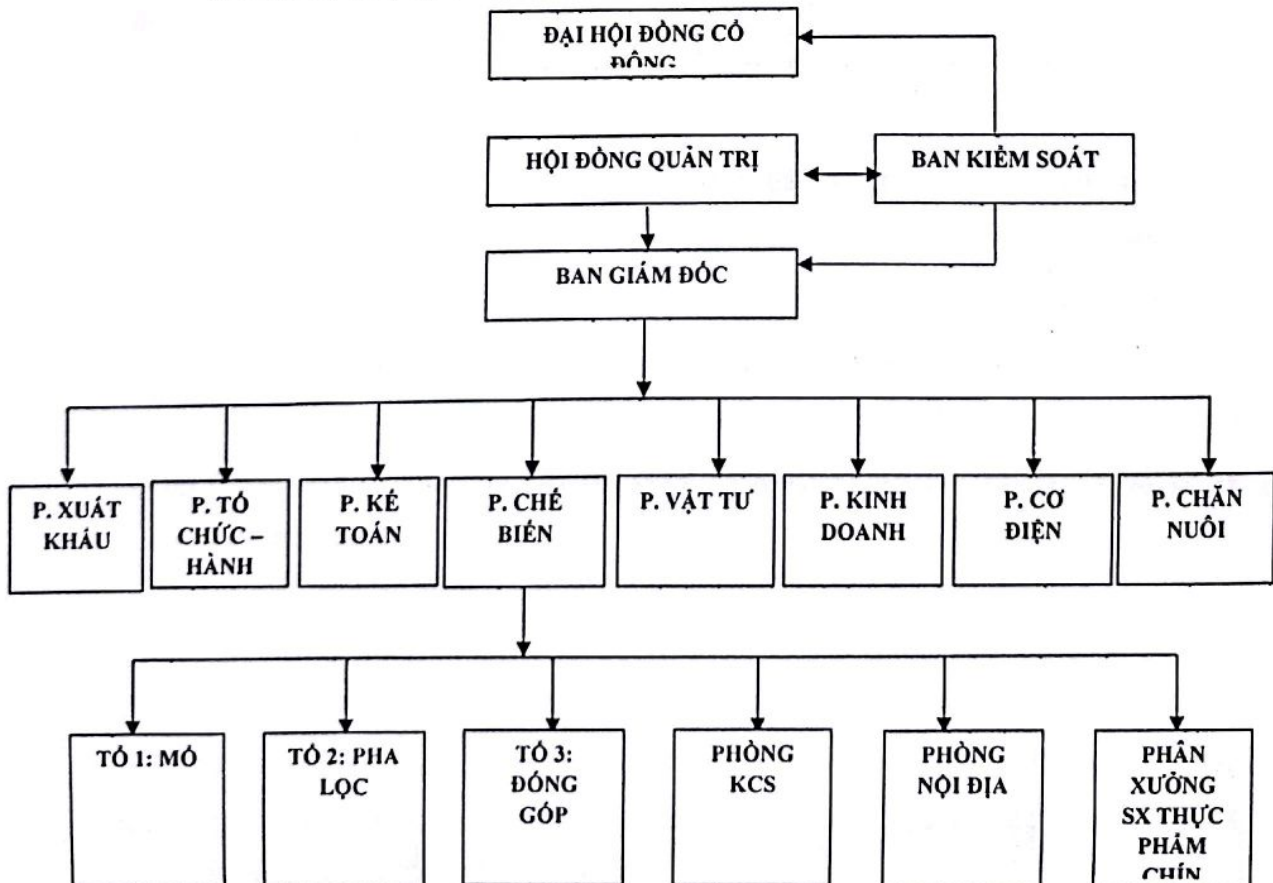 ĐẠI HỘI ĐỒNG CỔ
ĐÔNG
HỘI ĐỒNG QUẢN TRỊ
BAN KIỂM SOÁT
BAN GIÁM ĐỐC
P. XUẤT
KHẨU
P. TỔ
CHỨC –
HÀNH
P. KẾ
TOÁN
P. CHẾ
BIẾN
P. VẬT TƯ
P. KINH
DOANH
P. CƠ
ĐIỆN
P. CHĂN
NUÔI
TỔ 1: MỔ
TỔ 2: PHA
LỌC
TỔ 3:
ĐÓNG
GÓP
PHÒNG
KCS
PHÒNG
NỘI ĐỊA
PHÂN
XƯỞNG
SX THỰC
PHẨM
CHÍN